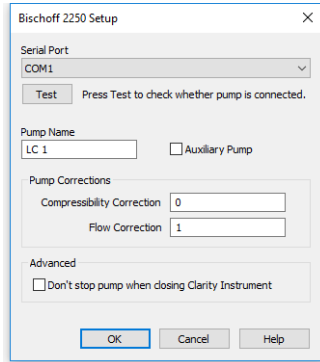 Bischoff 2250 Setup
Serial Port
COM1
Test Press Test to check whether pump is connected.
Pump Name
LC 1
Auxiliary Pump
Pump Corrections
Compressibility Correction 0
Flow Correction 1
Advanced
Don't stop pump when closing Clarity Instrument
OK Cancel Help